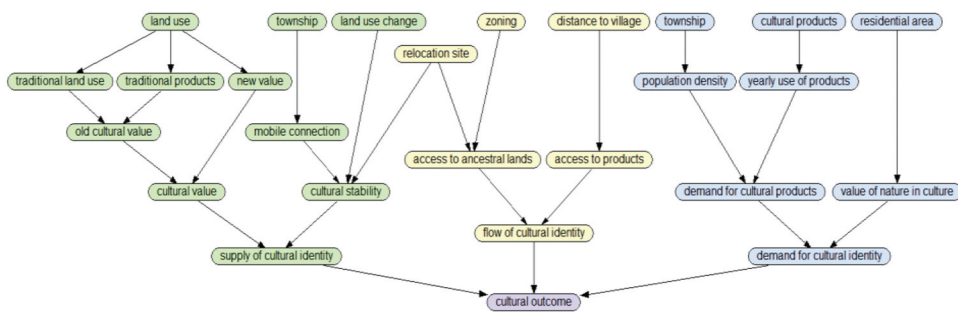 land use
township
land use change
zoning
distance to village
township
cultural products
residential area
relocation site
traditional land use
traditional products
new value
population density
yearly use of products
old cultural value
mobile connection
access to ancestral lands
access to products
cultural value
cultural stability
demand for cultural products
value of nature in culture
flow of cultural identity
supply of cultural identity
demand for cultural identity
cultural outcome